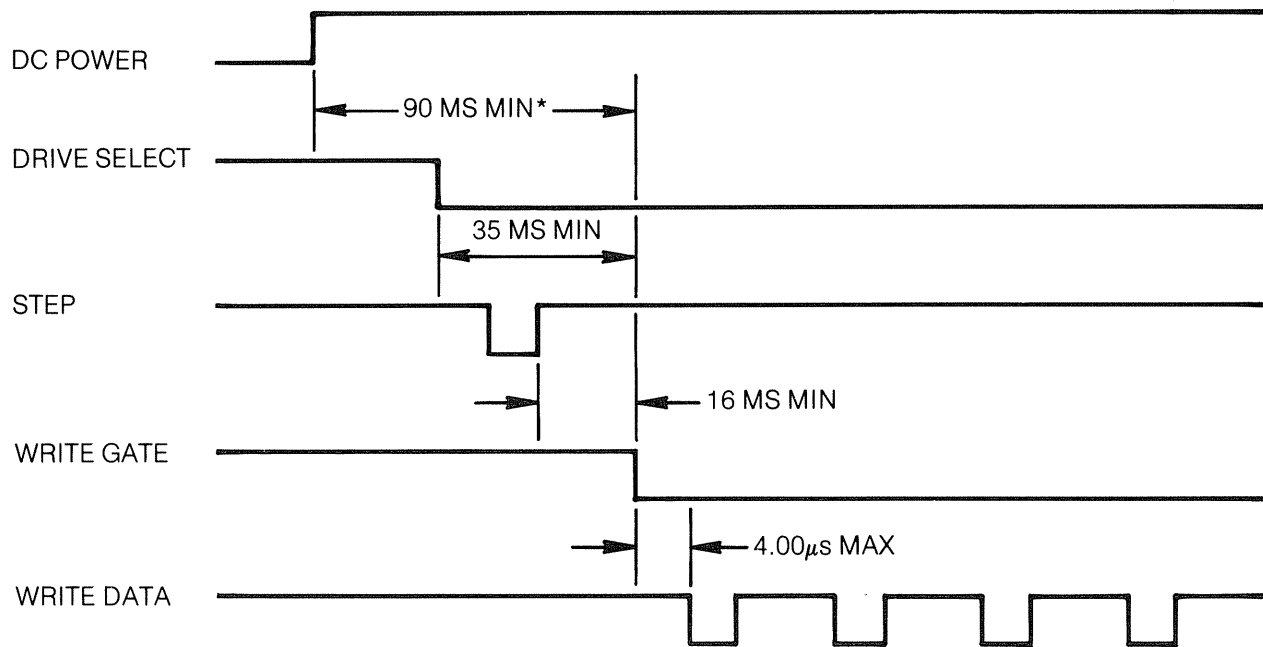 DC POWER
90 MS MIN*
DRIVE SELECT
35 MS MIN
STEP
16 MS MIN
WRITE GATE
4.00μs MAX
WRITE DATA